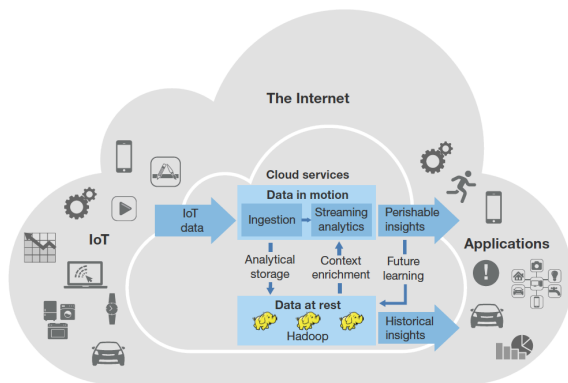 The Internet
Cloud services
Data in motion
IoT
IoT
data
Ingestion
Streaming
analytics
Perishable
insights
Applications
Analytical
storage
Context
enrichment
Future
learning
Data at rest
Hadoop
Historical
insights